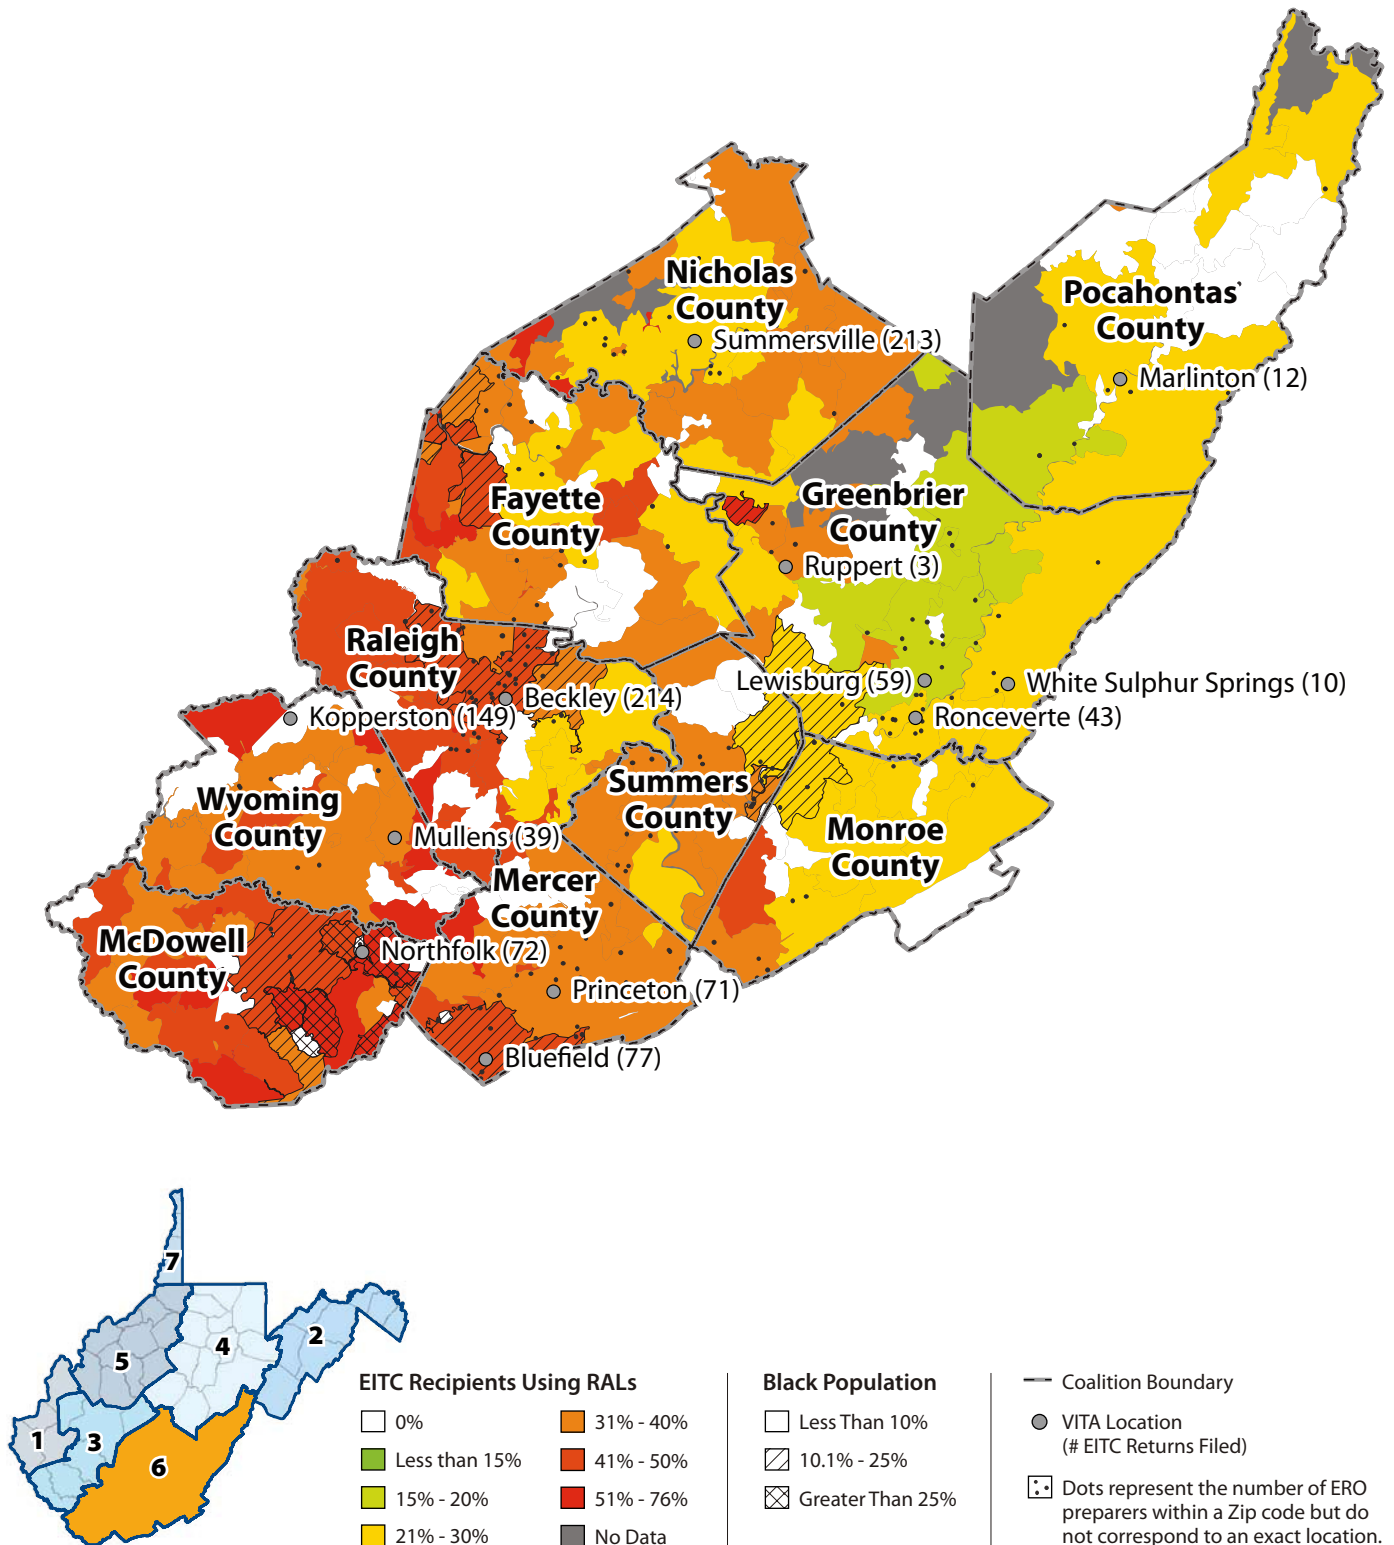 Nicholas
County
Summersville (213)
Pocahontas
County
Marlinton (12)
Fayette
County
Greenbrier
County
Ruppert (3)
Raleigh
County
Beckley (214)
Lewisburg (59)
White Sulphur Springs (10)
Kopperston (149)
Ronceverte (43)
Summers
County
Wyoming
County
Mullens (39)
Monroe
County
Mercer
County
McDowell
County
Northfolk (72)
Princeton (71)
Bluefield (77)
7
4
2
5
1
3
6
EITC Recipients Using RALs
0%
Less than 15%
15% - 20%
21% - 30%
31% - 40%
41% - 50%
51% - 76%
No Data
Black Population
Less Than 10%
10.1% - 25%
Greater Than 25%
Coalition Boundary
VITA Location
(# EITC Returns Filed)
Dots represent the number of ERO
preparers within a Zip code but do
not correspond to an exact location.